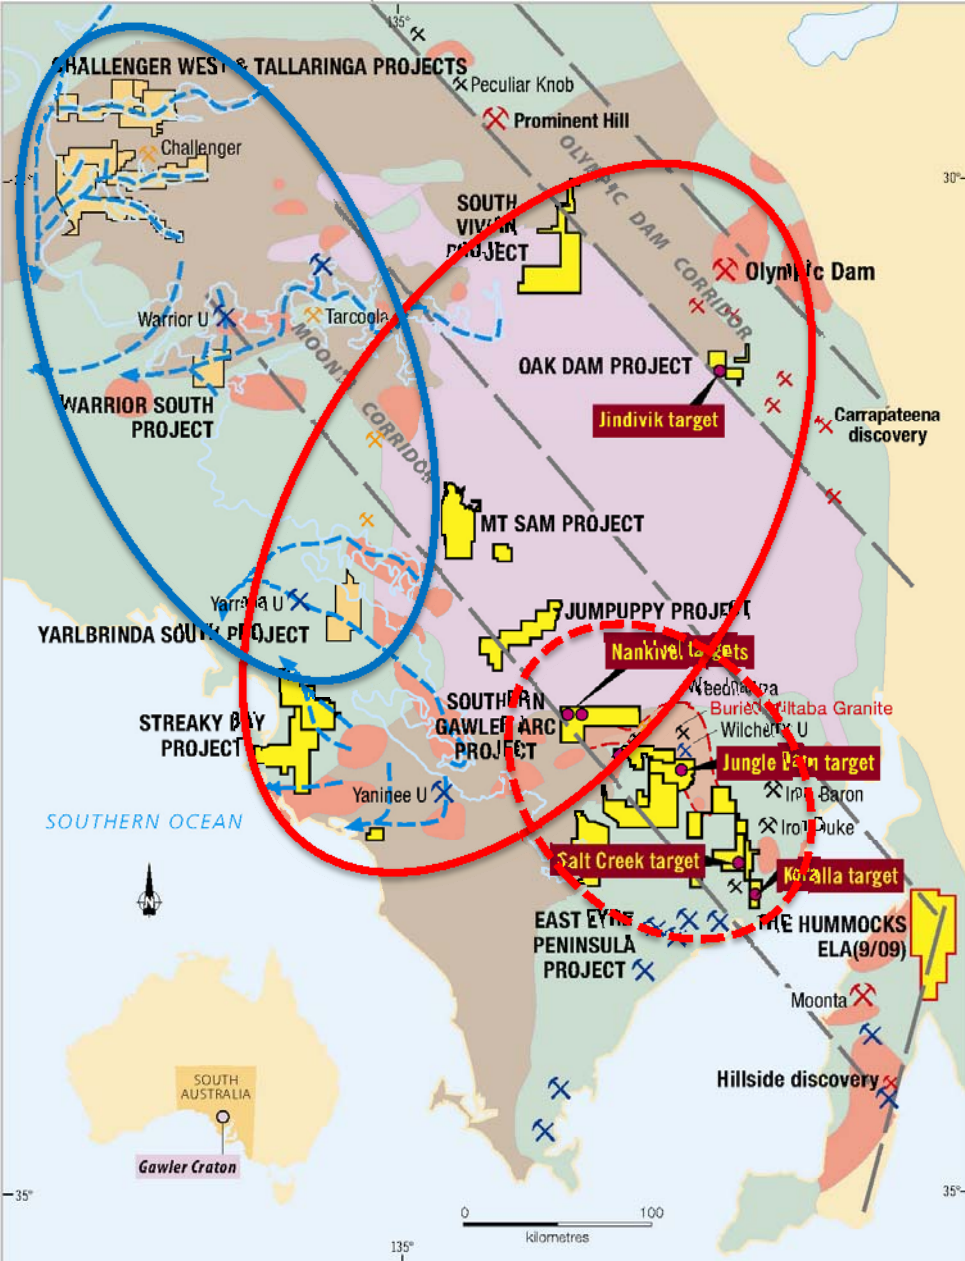 135°
CHALLENGER WEST & TALLARINGA PROJECTS
Peculiar Knob
Prominent Hill
Challenger
OLYMPIC DAM CORRIDOR
30°
SOUTH
VIVIAN
PROJECT
Olympic Dam
Warrior U
Tarcoola
MOONTA CORRIDOR
OAK DAM PROJECT
WARRIOR SOUTH
PROJECT
Jindivik target
Carrapateena
discovery
MT SAM PROJECT
Yarranna U
JUMPUPPY PROJECT
YARLBRINDA SOUTH PROJECT
Nankivel targets
SOUTHERN
GAWLER ARC
PROJECT
Buried Hiltaba Granite
STREAKY BAY
PROJECT
Wilcherry U
Jungle Dam target
Yaninee U
Iron Baron
SOUTHERN OCEAN
Iron Duke
Salt Creek target
target
N
EAST EYRE
PENINSULA
PROJECT
THE HUMMOCKS
ELA(9/09)
Moonta
SOUTH
AUSTRALIA
Hillside discovery
Gawler Craton
35°
35°
0 100
kilometres
135°